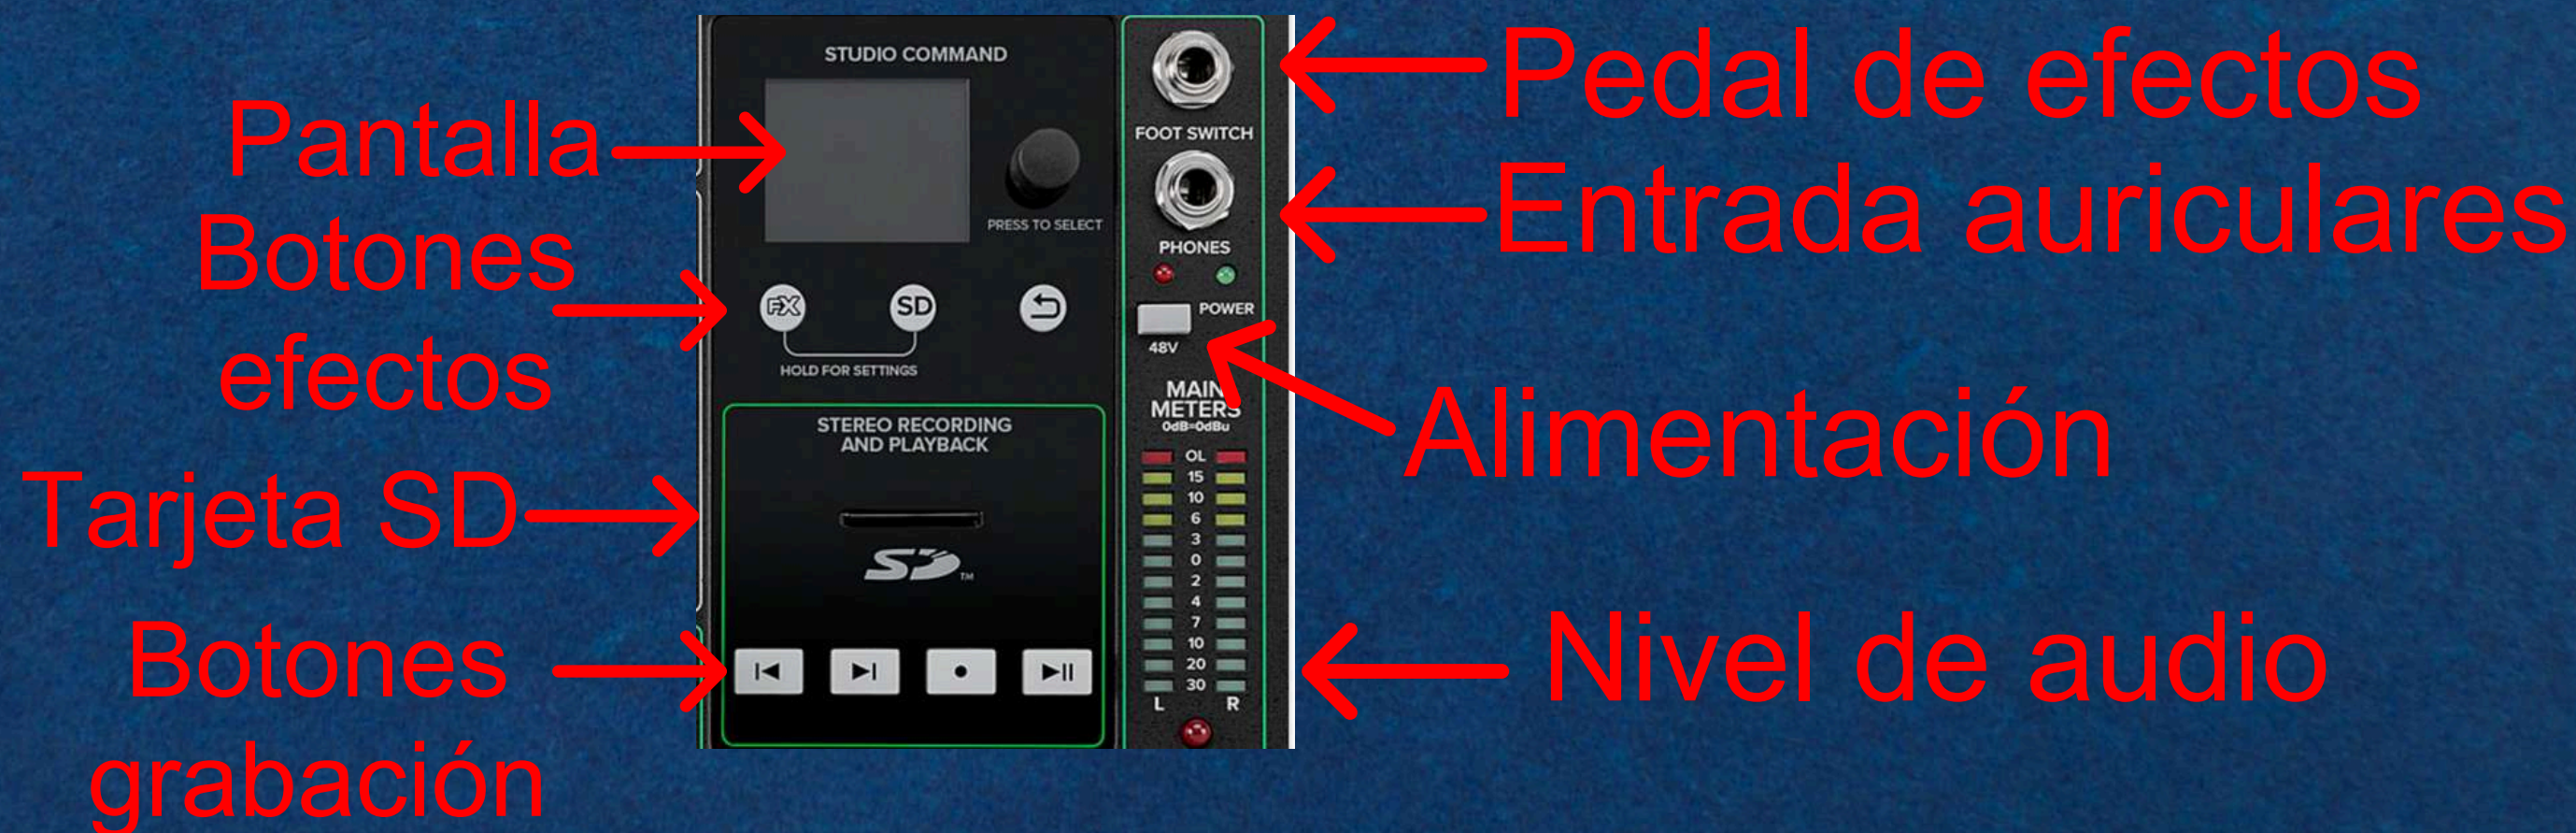 Pantalla
Botones
efectos
Tarjeta SD
Botones
grabación
STUDIO COMMAND
PRESS TO SELECT
FX
SD
HOLD FOR SETTINGS
STEREO RECORDING
AND PLAYBACK
SD
TM
FOOT SWITCH
PHONES
POWER
48V
MAIN
METERS
0dB=0dBu
OL
15
10
6
3
0
2
4
7
10
20
30
L R
Pedal de efectos
Entrada auriculares
Alimentación
Nivel de audio